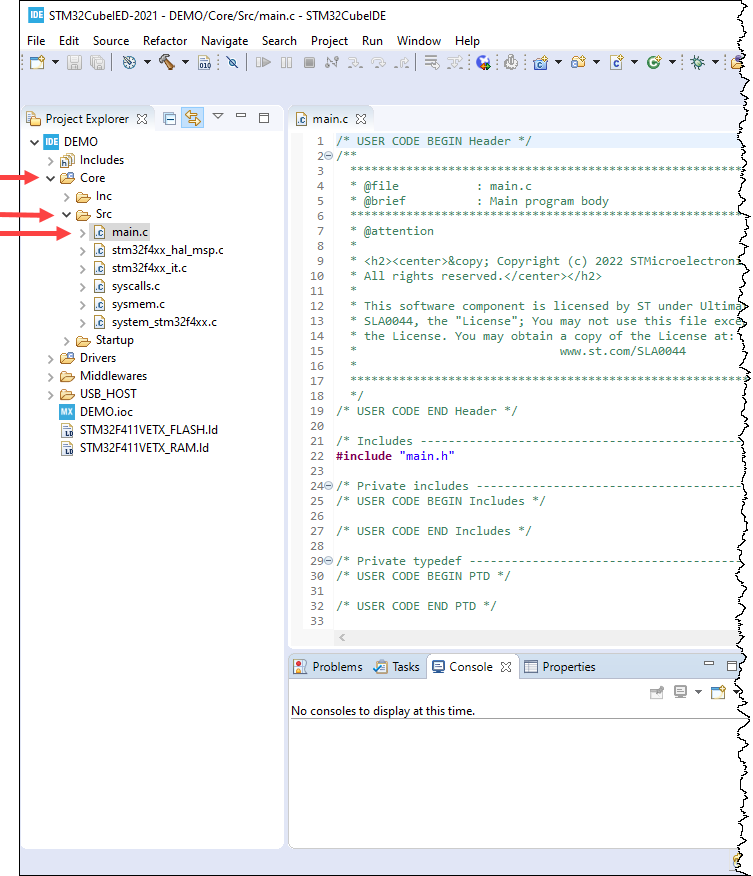 IDE STM32CubeIED-2021 - DEMO/Core/Src/main.c - STM32CubeIDE
File Edit Source Refactor Navigate Search Project Run Window Help
010
Project Explorer
IDE DEMO
Includes
Core
Inc
Src
.c main.c
.c stm32f4xx_hal_msp.c
.c stm32f4xx_it.c
.c syscalls.c
.c sysmem.c
.c system_stm32f4xx.c
Startup
Drivers
Middlewares
USB_HOST
MX DEMO.ioc
LD STM32F411VETX_FLASH.ld
LD STM32F411VETX_RAM.ld
.c main.c
1 /* USER CODE BEGIN Header */
2 /**
3 ******************************************************
4 * @file : main.c
5 * @brief : Main program body
6 ******************************************************
7 * @attention
8 *
9 * <h2><center>&copy; Copyright (c) 2022 STMicroelectroni
10 * All rights reserved.</center></h2>
11 *
12 * This software component is licensed by ST under Ultima
13 * SLA0044, the "License"; You may not use this file exce
14 * the License. You may obtain a copy of the License at:
15 * www.st.com/SLA0044
16 *
17 ******************************************************
18 */
19 /* USER CODE END Header */
20
21 /* Includes ------------------------------------------
22 #include "main.h"
23
24 /* Private includes ----------------------------------
25 /* USER CODE BEGIN Includes */
26
27 /* USER CODE END Includes */
28
29 /* Private typedef -----------------------------------
30 /* USER CODE BEGIN PTD */
31
32 /* USER CODE END PTD */
33
Problems Tasks Console Properties
No consoles to display at this time.